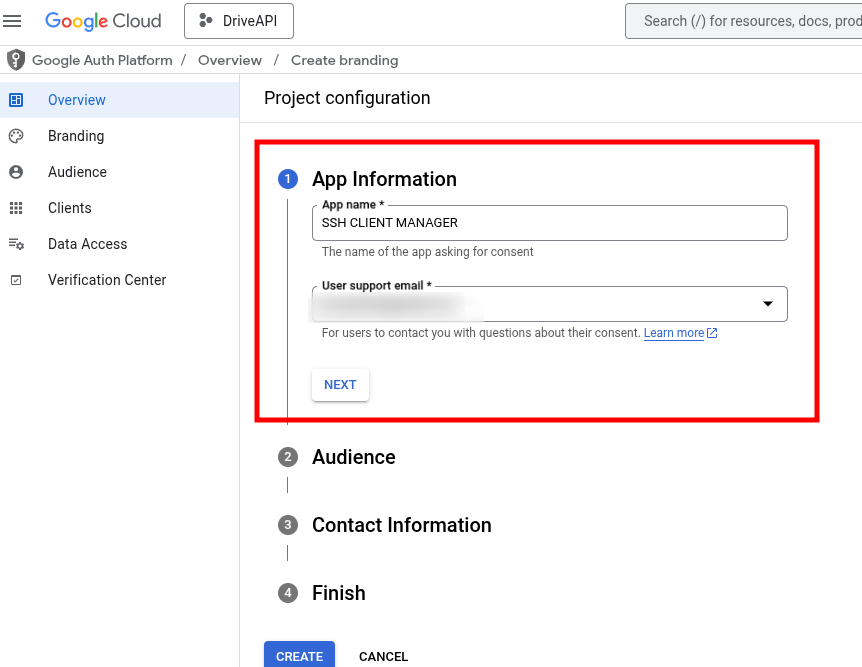 Google Cloud
DriveAPI
Search (/) for resources, docs, prod
Google Auth Platform / Overview / Create branding
Overview
Branding
Audience
Clients
Data Access
Verification Center
Project configuration
1 App Information
App name *
SSH CLIENT MANAGER
The name of the app asking for consent
User support email *
For users to contact you with questions about their consent. Learn more
NEXT
2 Audience
3 Contact Information
4 Finish
CREATE CANCEL